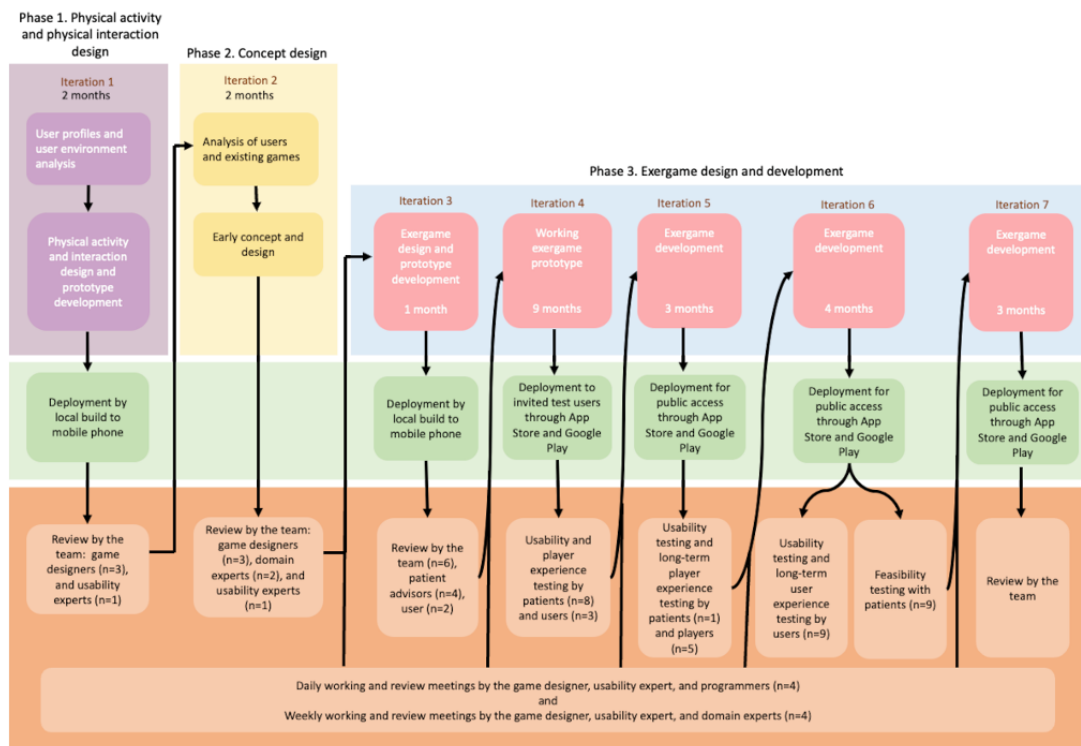 Phase 1. Physical activity
and physical interaction
design
Phase 2. Concept design
Iteration 1
2 months
Iteration 2
2 months
User profiles and
user environment
analysis
Analysis of users
and existing games
Phase 3. Exergame design and development
Physical activity
and interaction
design and
prototype
development
Early concept and
design
Iteration 3
Exergame
design and
prototype
development
1 month
Iteration 4
Working
exergame
prototype
9 months
Iteration 5
Exergame
development
3 months
Iteration 6
Exergame
development
4 months
Iteration 7
Exergame
development
3 months
Deployment by
local build to
mobile phone
Deployment by
local build to
mobile phone
Deployment to
invited test users
through App
Store and Google
Play
Deployment for
public access
through App
Store and Google
Play
Deployment for
public access
through App
Store and Google
Play
Deployment for
public access
through App
Store and Google
Play
Review by the
team: game
designers (n=3),
and usability
experts (n=1)
Review by the team:
game designers
(n=3), domain
experts (n=2), and
usability experts
(n=1)
Review by the
team (n=6),
patient
advisors (n=4),
user (n=2)
Usability and
player
experience
testing by
patients (n=8)
and users (n=3)
Usability
testing and
long-term
player
experience
testing by
patients (n=1)
and players
(n=5)
Usability
testing and
long-term user
experience
testing by
users (n=9)
Feasibility
testing with
patients (n=9)
Review by the
team
Daily working and review meetings by the game designer, usability expert, and programmers (n=4)
and
Weekly working and review meetings by the game designer, usability expert, and domain experts (n=4)